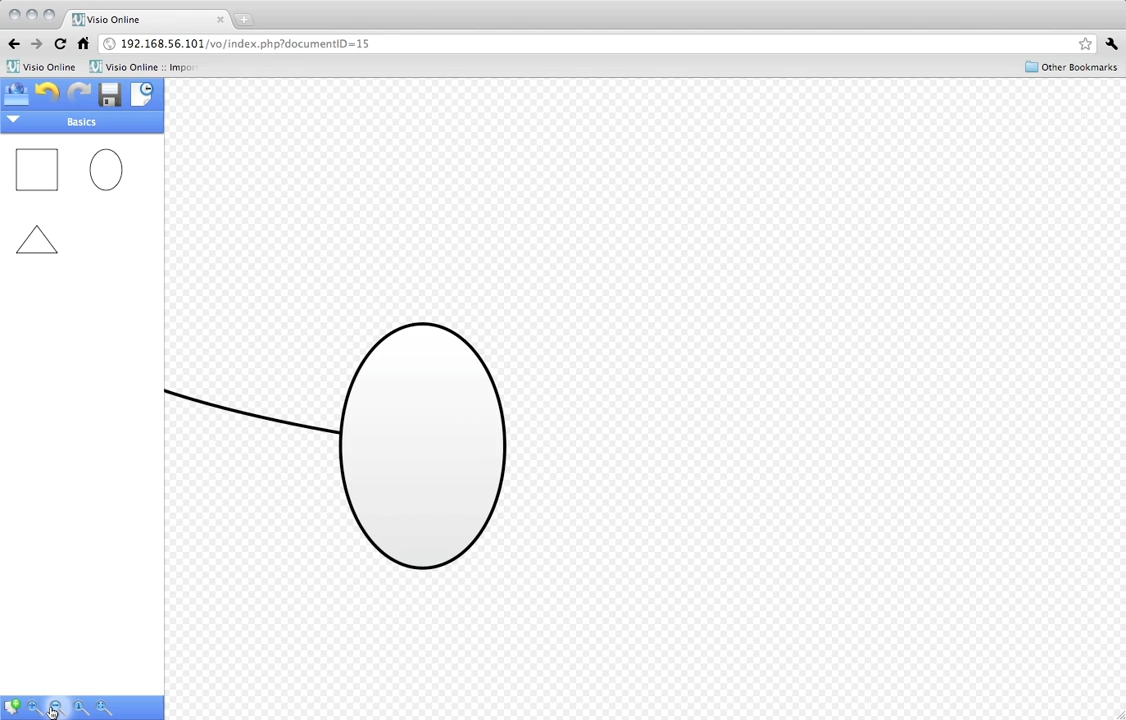 Visio Online
192.168.56.101/vo/index.php?documentID=15
Visio Online
Visio Online :: Impor
Other Bookmarks
Basics